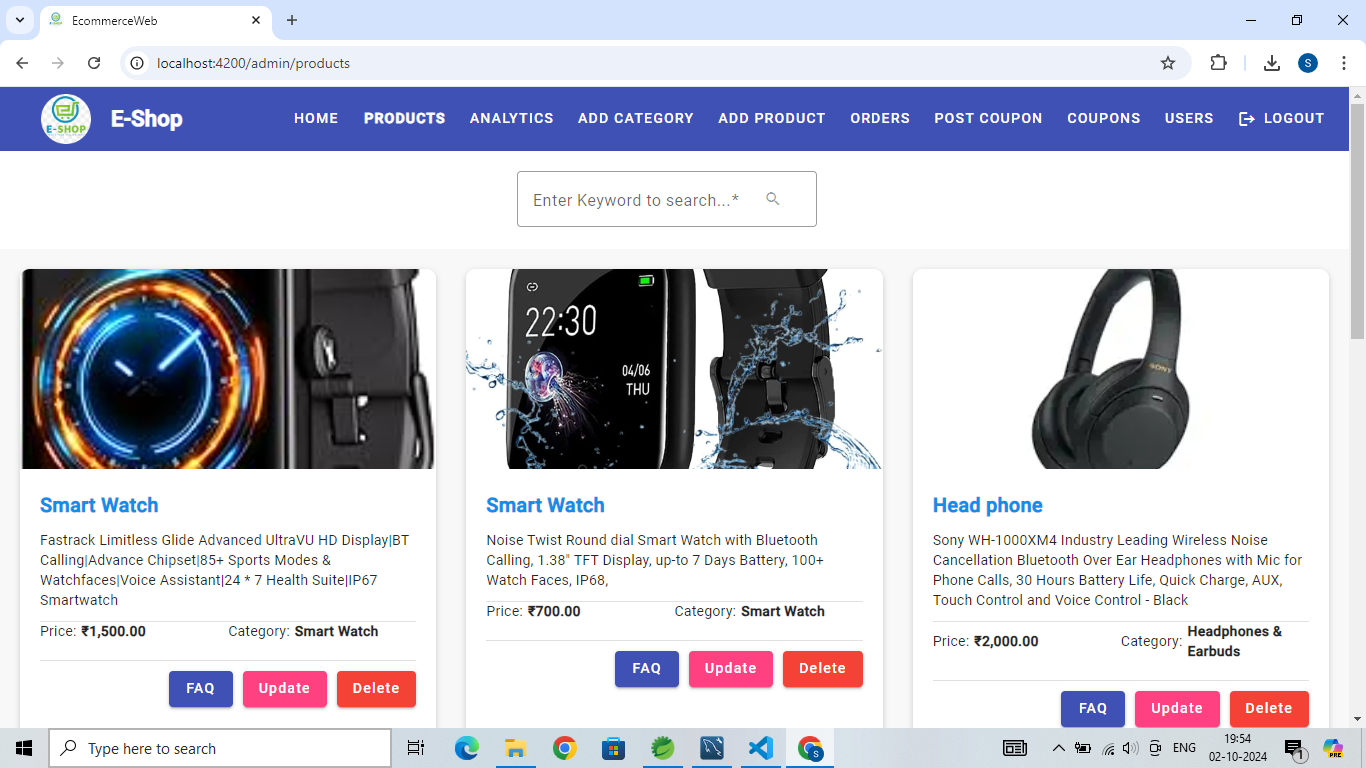 EcommerceWeb
localhost:4200/admin/products
S
E-SHOP
E-Shop
HOME PRODUCTS ANALYTICS ADD CATEGORY ADD PRODUCT ORDERS POST COUPON COUPONS USERS LOGOUT
Enter Keyword to search...*
22:30
04/06
THU
SONY
Smart Watch
Fastrack Limitless Glide Advanced UltraVU HD Display|BT
Calling|Advance Chipset|85+ Sports Modes &
Watchfaces|Voice Assistant|24 * 7 Health Suite|IP67
Smartwatch
Price: ₹1,500.00 Category: Smart Watch
FAQ Update Delete
Smart Watch
Noise Twist Round dial Smart Watch with Bluetooth
Calling, 1.38" TFT Display, up-to 7 Days Battery, 100+
Watch Faces, IP68,
Price: ₹700.00 Category: Smart Watch
FAQ Update Delete
Head phone
Sony WH-1000XM4 Industry Leading Wireless Noise
Cancellation Bluetooth Over Ear Headphones with Mic for
Phone Calls, 30 Hours Battery Life, Quick Charge, AUX,
Touch Control and Voice Control - Black
Price: ₹2,000.00 Category: Headphones &
Earbuds
FAQ Update Delete
Type here to search
S
ENG
19:54
02-10-2024
1
PRE